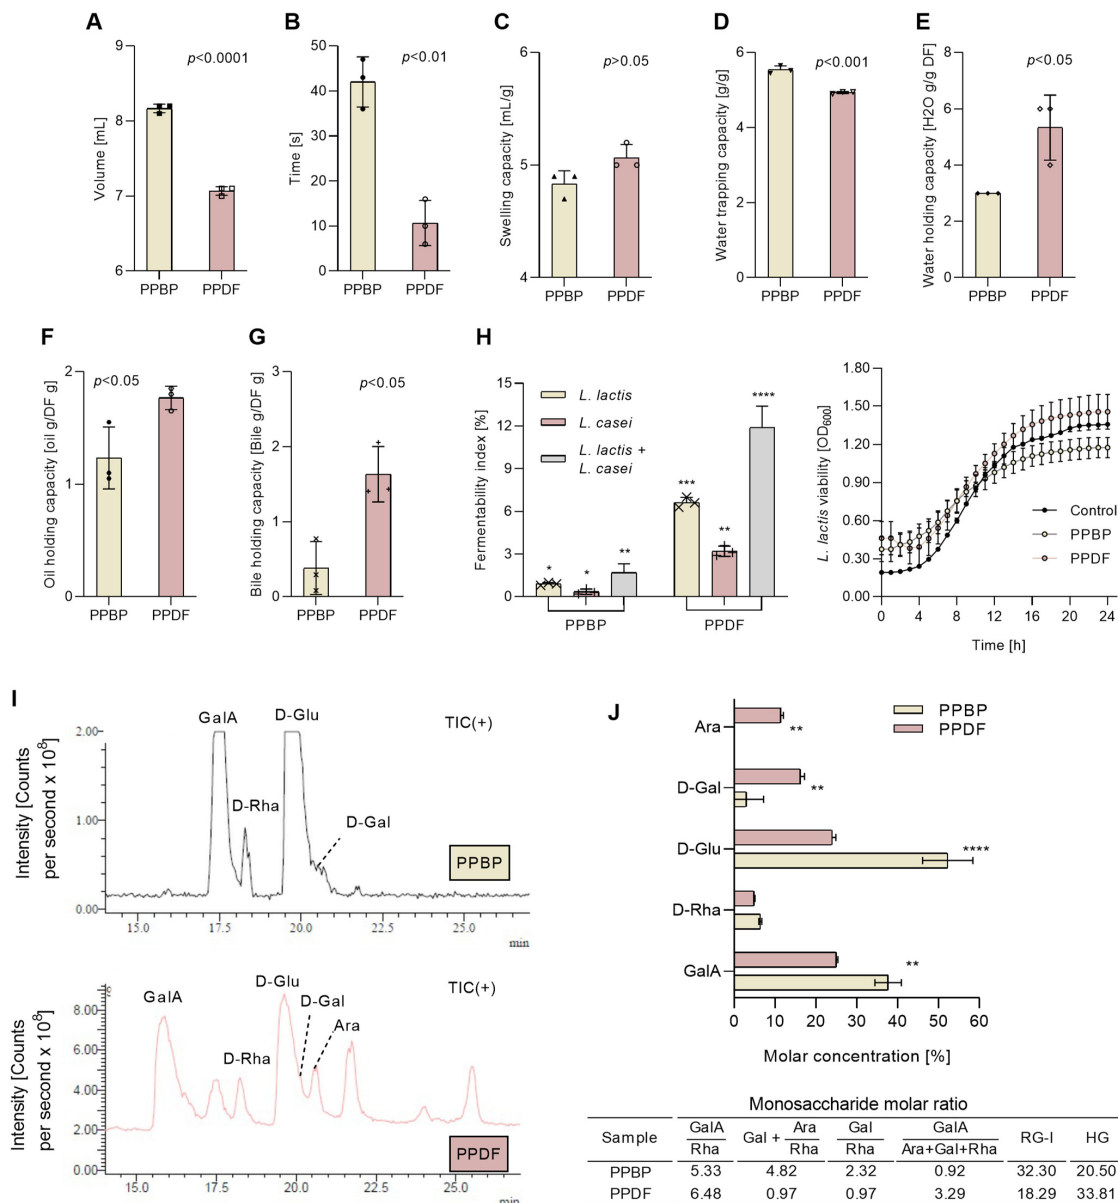 A
Volume [mL]
9
8
7
6
p<0.0001
PPBP
PPDF
B
Time [s]
50
40
30
20
10
0
p<0.01
PPBP
PPDF
C
Swelling capacity [mL/g]
6
5
4
p>0.05
PPBP
PPDF
D
Water trapping capacity [g/g]
6
4
2
0
p<0.001
PPBP
PPDF
E
Water holding capacity [H2O g/g DF]
8
6
4
2
0
p<0.05
PPBP
PPDF
F
Oil holding capacity [oil g/DF g]
2
1
0
p<0.05
PPBP
PPDF
G
Bile holding capacity [Bile g/DF g]
3
2
1
0
p<0.05
PPBP
PPDF
H
Fermentability index [%]
15
12
9
6
3
0
L. lactis
L. casei
L. lactis +
L. casei
*
*
**
***
**
****
PPBP
PPDF
L. lactis viability [OD600]
1.80
1.50
1.20
0.90
0.60
0.30
0.00
Control
PPBP
PPDF
0 4 8 12 16 20 24
Time [h]
I
Intensity [Counts
per second x 10⁸]
2.00
1.00
0.00
GalA
D-Glu
TIC(+)
D-Rha
D-Gal
PPBP
15.0 17.5 20.0 22.5 25.0
min
Intensity [Counts
per second x 10⁸]
8.00
6.00
4.00
2.00
0.00
GalA
D-Glu
TIC(+)
D-Gal
Ara
D-Rha
PPDF
15.0 17.5 20.0 22.5 25.0
min
J
PPBP
PPDF
Ara
**
D-Gal
**
D-Glu
****
D-Rha
GalA
**
0 10 20 30 40 50 60
Molar concentration [%]
Monosaccharide molar ratio
Sample GalA/Rha Gal + Ara/Rha Gal/Rha GalA/Ara+Gal+Rha RG-I HG
PPBP 5.33 4.82 2.32 0.92 32.30 20.50
PPDF 6.48 0.97 0.97 3.29 18.29 33.81